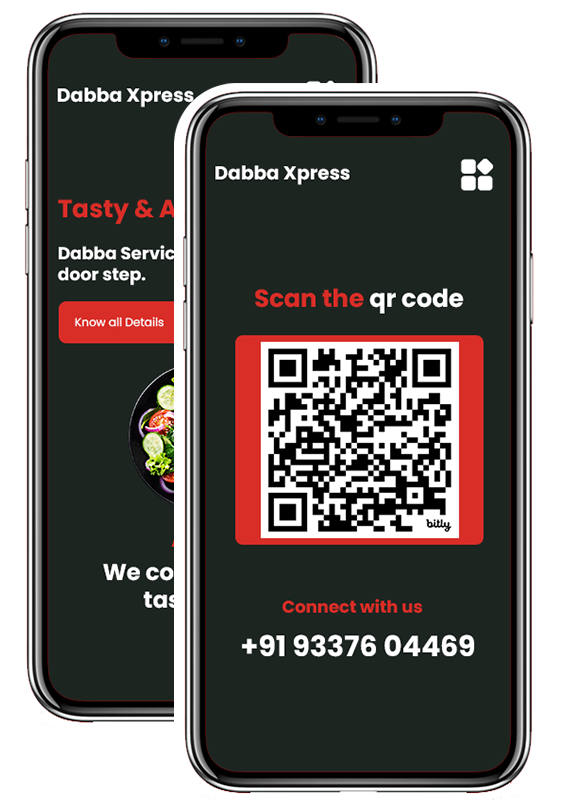 Dabba Xpress
Tasty & A
Dabba Servic
door step.
Know all Details
We co
tas
Dabba Xpress
Scan the qr code
bitly
Connect with us
+91 93376 04469